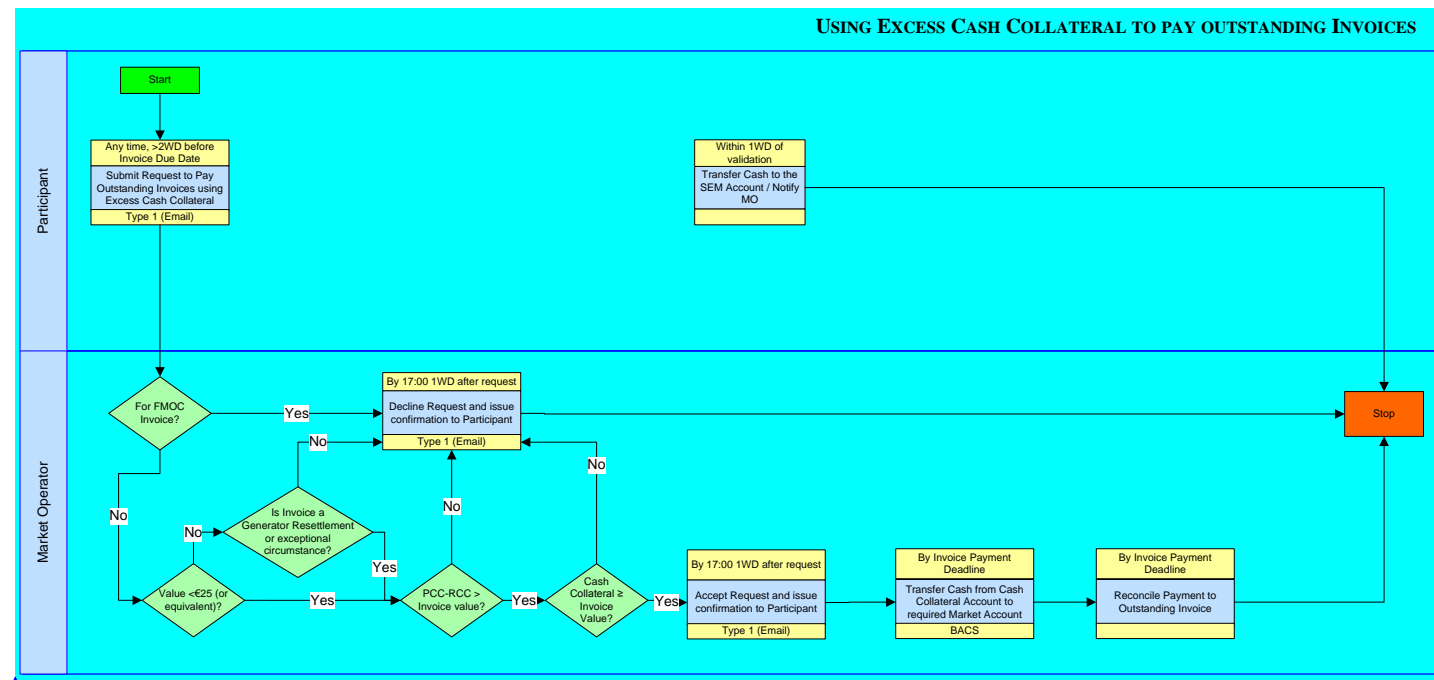 USING EXCESS CASH COLLATERAL TO PAY OUTSTANDING INVOICES
Participant
Start
Any time, >2WD before
Invoice Due Date
Submit Request to Pay
Outstanding Invoices using
Excess Cash Collateral
Type 1 (Email)
Within 1WD of
validation
Transfer Cash to the
SEM Account / Notify
MO
Market Operator
For FMOC
Invoice?
Yes
No
By 17:00 1WD after request
Decline Request and issue
confirmation to Participant
Type 1 (Email)
Stop
No
Is Invoice a
Generator Resettlement
or exceptional
circumstance?
No
Yes
Value <€25 (or
equivalent)?
Yes
No
PCC-RCC >
Invoice value?
Yes
No
Cash
Collateral ≥
Invoice
Value?
Yes
By 17:00 1WD after request
Accept Request and issue
confirmation to Participant
Type 1 (Email)
By Invoice Payment
Deadline
Transfer Cash from Cash
Collateral Account to
required Market Account
BACS
By Invoice Payment
Deadline
Reconcile Payment to
Outstanding Invoice